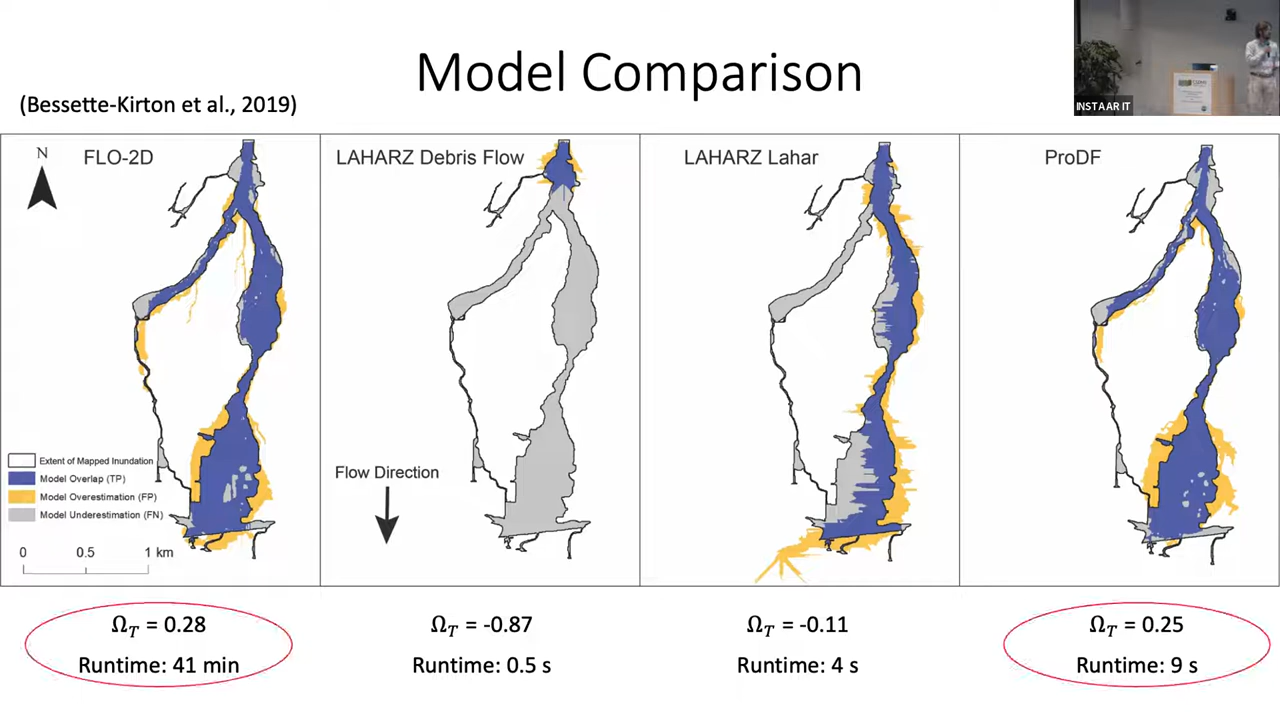 Model Comparison
(Bessette-Kirton et al., 2019)
INSTAAR IT
N
FLO-2D
LAHARZ Debris Flow
LAHARZ Lahar
ProDF
Extent of Mapped Inundation
Model Overlap (TP)
Model Overestimation (FP)
Model Underestimation (FN)
0 0.5 1 km
Flow Direction
Ω_T = 0.28
Runtime: 41 min
Ω_T = -0.87
Runtime: 0.5 s
Ω_T = -0.11
Runtime: 4 s
Ω_T = 0.25
Runtime: 9 s